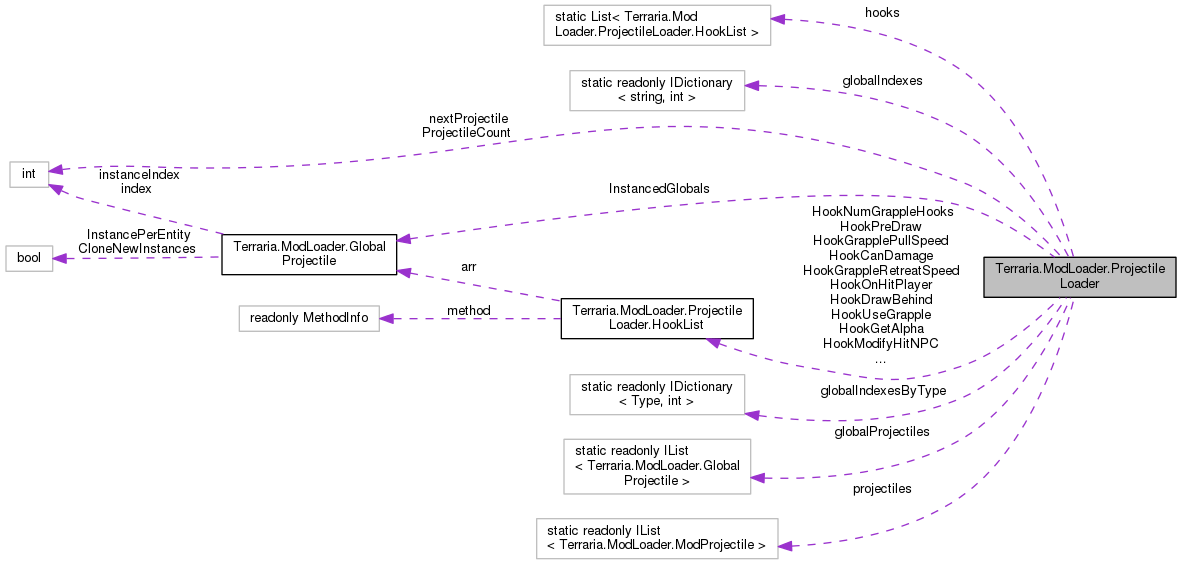 static List< Terraria.Mod
Loader.ProjectileLoader.HookList >
hooks
static readonly IDictionary
< string, int >
globalIndexes
nextProjectile
ProjectileCount
int
instanceIndex
index
InstancedGlobals
InstancePerEntity
CloneNewInstances
bool
Terraria.ModLoader.Global
Projectile
arr
HookNumGrappleHooks
HookPreDraw
HookGrapplePullSpeed
HookCanDamage
HookGrappleRetreatSpeed
HookOnHitPlayer
HookDrawBehind
HookUseGrapple
HookGetAlpha
HookModifyHitNPC
...
Terraria.ModLoader.Projectile
Loader
readonly MethodInfo
method
Terraria.ModLoader.Projectile
Loader.HookList
static readonly IDictionary
< Type, int >
globalIndexesByType
static readonly IList
< Terraria.ModLoader.Global
Projectile >
globalProjectiles
static readonly IList
< Terraria.ModLoader.ModProjectile >
projectiles